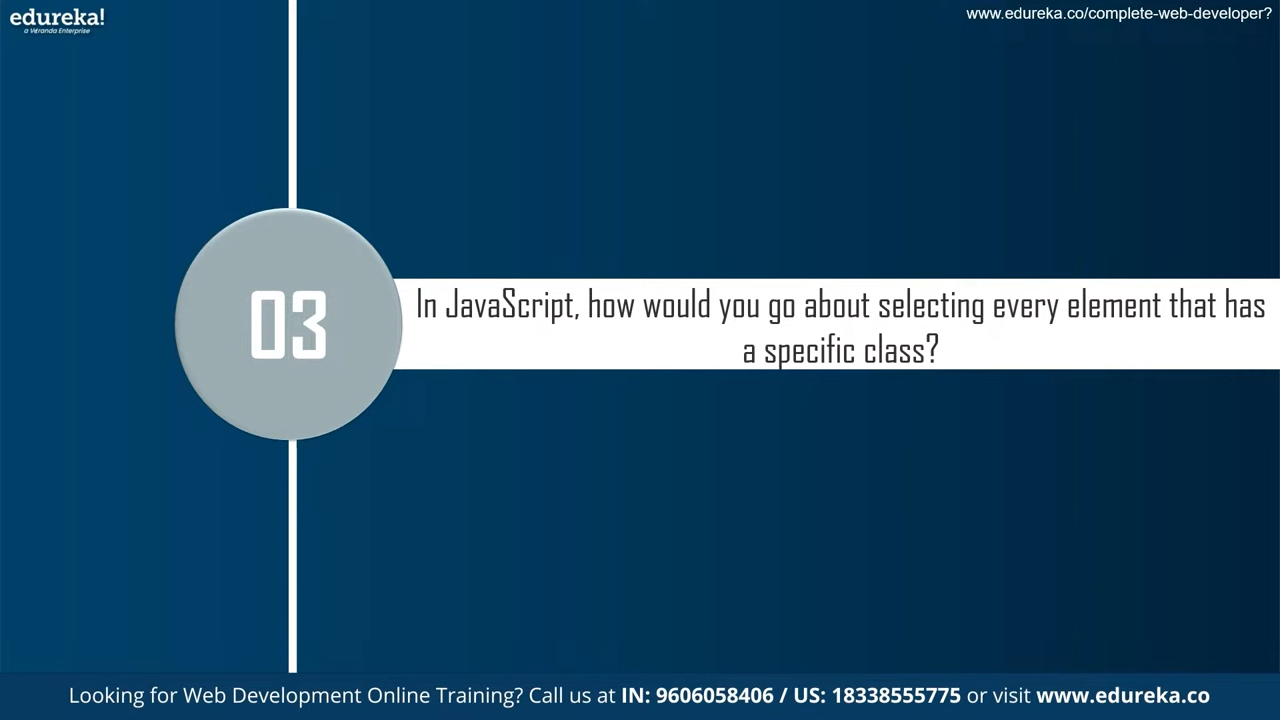 edureka!
a Veranda Enterprise
www.edureka.co/complete-web-developer?
03
In JavaScript, how would you go about selecting every element that has
a specific class?
Looking for Web Development Online Training? Call us at IN: 9606058406 / US: 18338555775 or visit www.edureka.co